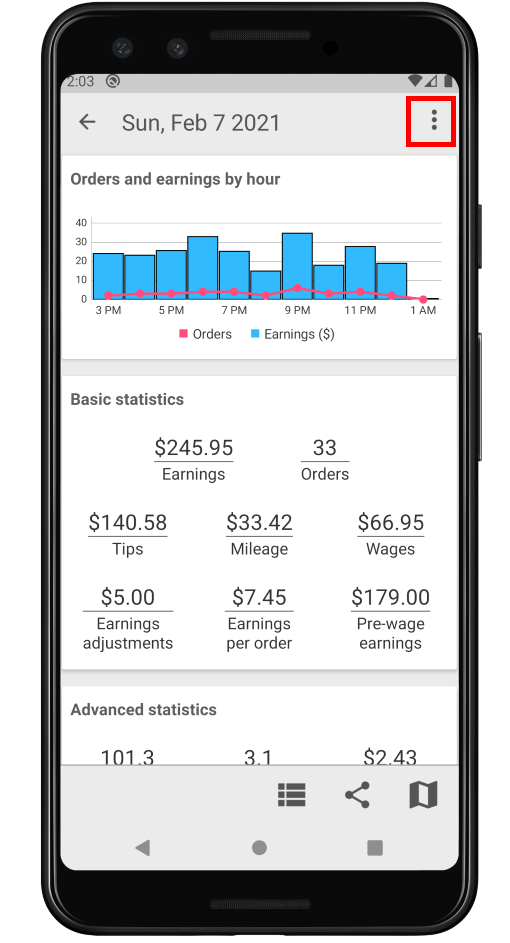 2:03
Sun, Feb 7 2021
Orders and earnings by hour
40
30
20
10
0
3 PM 5 PM 7 PM 9 PM 11 PM 1 AM
Orders Earnings ($)
Basic statistics
$245.95 33
Earnings Orders
$140.58 $33.42 $66.95
Tips Mileage Wages
$5.00 $7.45 $179.00
Earnings Earnings Pre-wage
adjustments per order earnings
Advanced statistics
101.3 3.1 $2.43